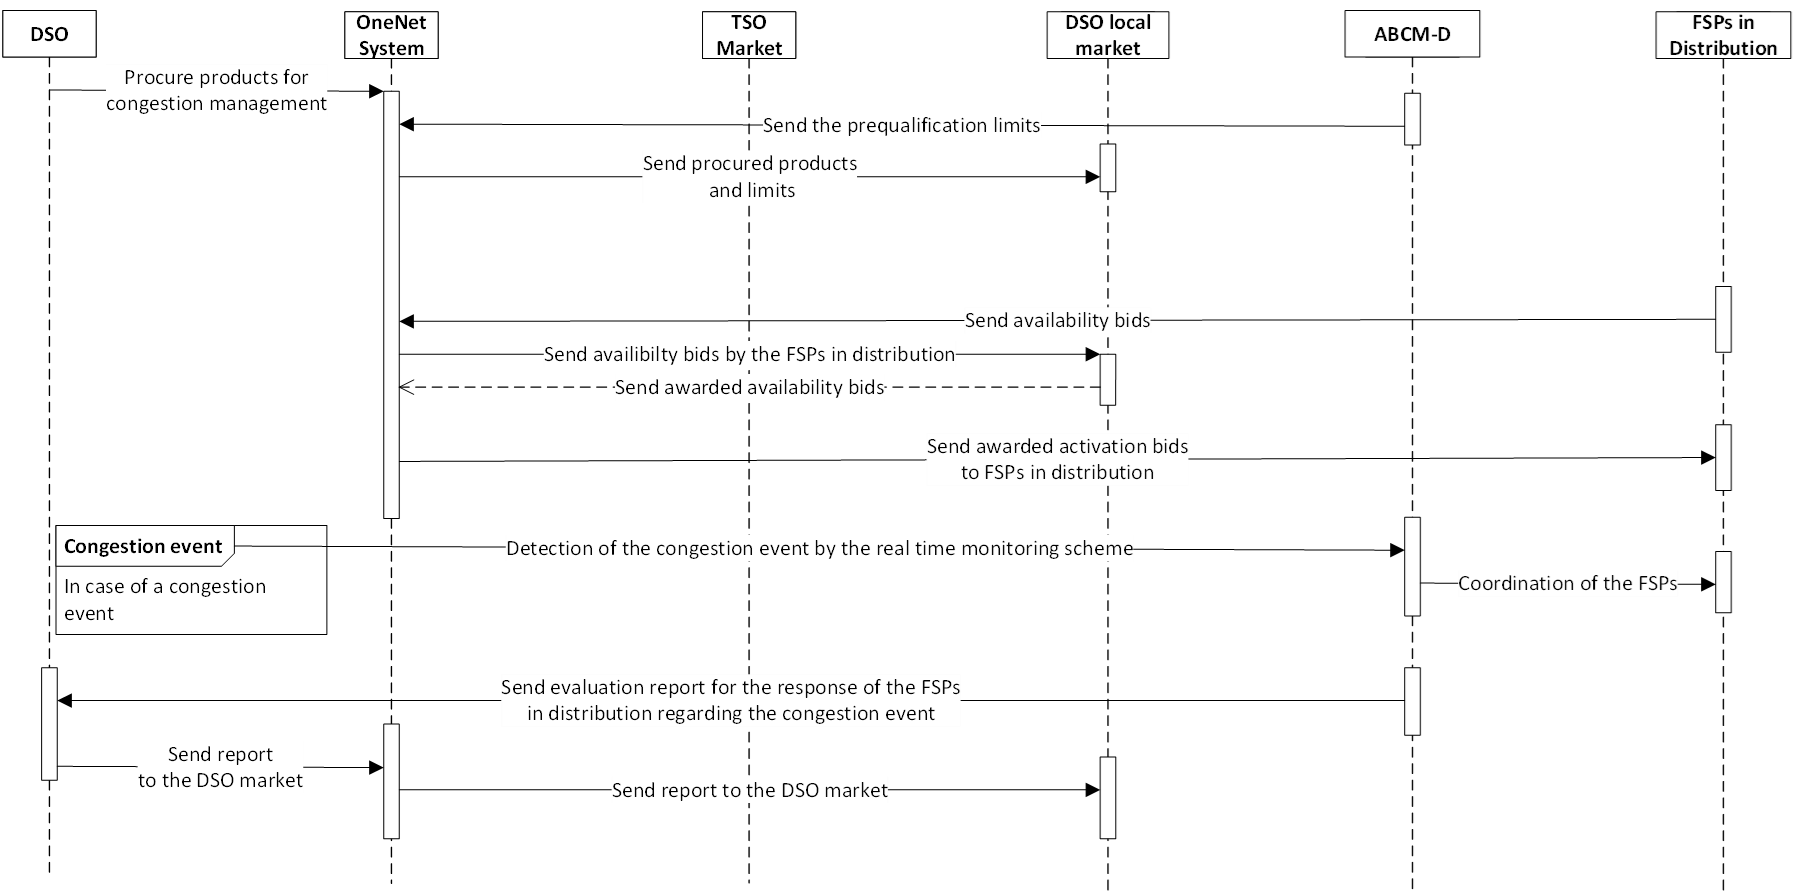 DSO
OneNet
System
TSO
Market
DSO local
market
ABCM-D
FSPs in
Distribution
Procure products for
congestion management
Send the prequalification limits
Send procured products
and limits
Send availability bids
Send availibilty bids by the FSPs in distribution
Send awarded availability bids
Send awarded activation bids
to FSPs in distribution
Congestion event
In case of a congestion
event
Detection of the congestion event by the real time monitoring scheme
Coordination of the FSPs
Send evaluation report for the response of the FSPs
in distribution regarding the congestion event
Send report
to the DSO market
Send report to the DSO market